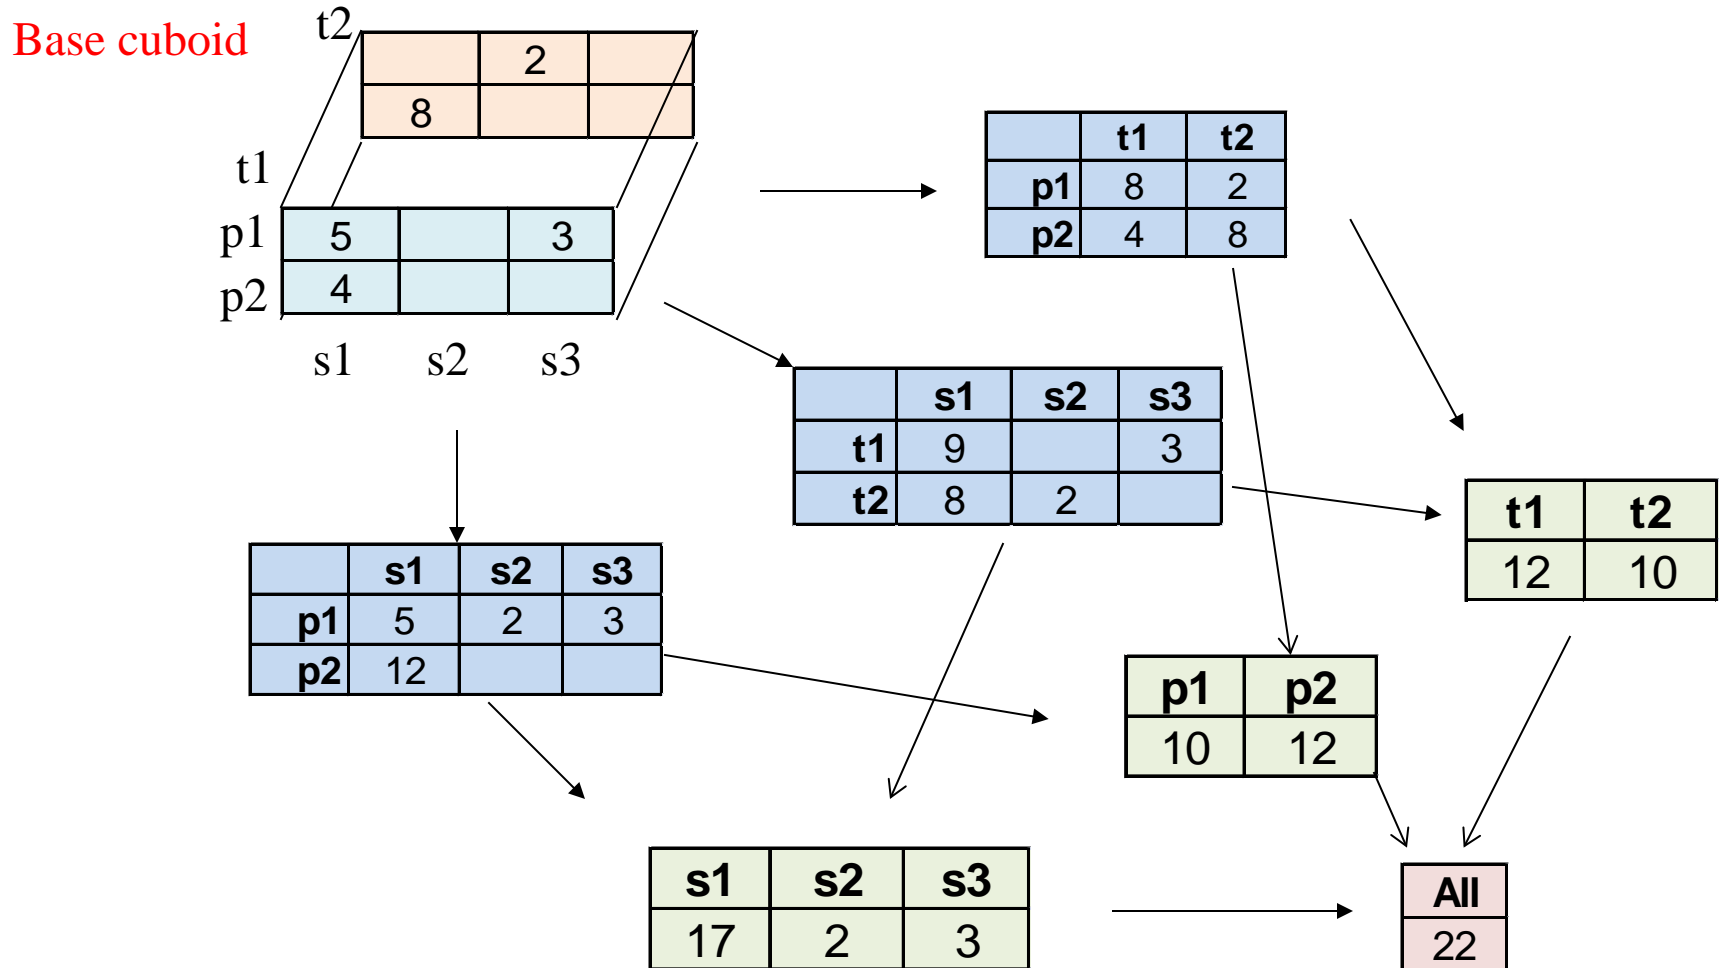 Base cuboid
t2
2
8
t1
p1 5 3
p2 4
s1 s2 s3
t1 t2
p1 8 2
p2 4 8
s1 s2 s3
t1 9 3
t2 8 2
s1 s2 s3
p1 5 2 3
p2 12
t1 t2
12 10
p1 p2
10 12
s1 s2 s3
17 2 3
All
22